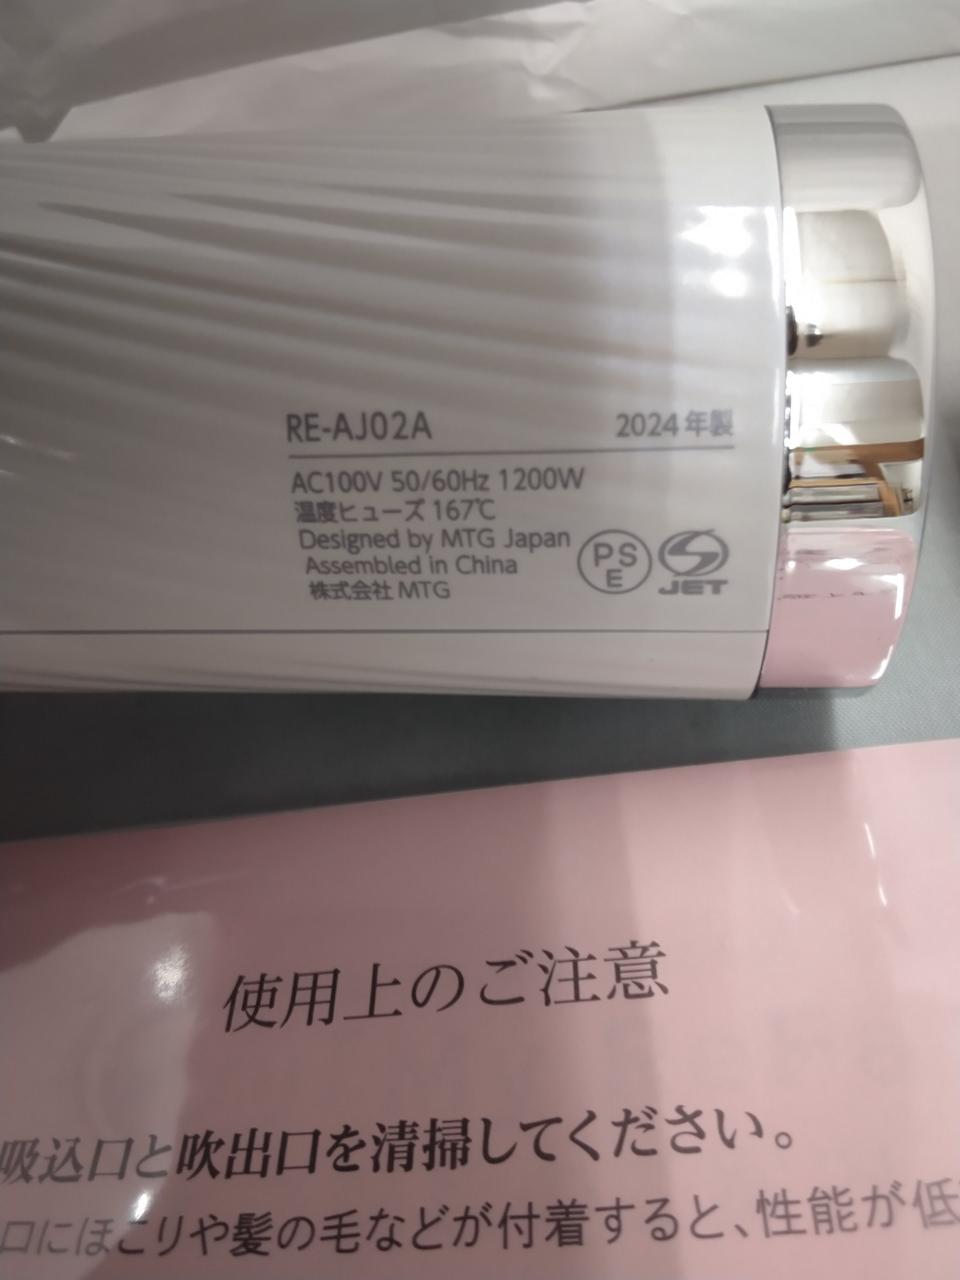 RE-AJ02A 2024年製
AC100V 50/60Hz 1200W
温度ヒューズ 167℃
Designed by MTG Japan
Assembled in China
株式会社 MTG
PSE
JET
使用上のご注意
吸込口と吹出口を清掃してください。
口にほこりや髪の毛などが付着すると、性能が低